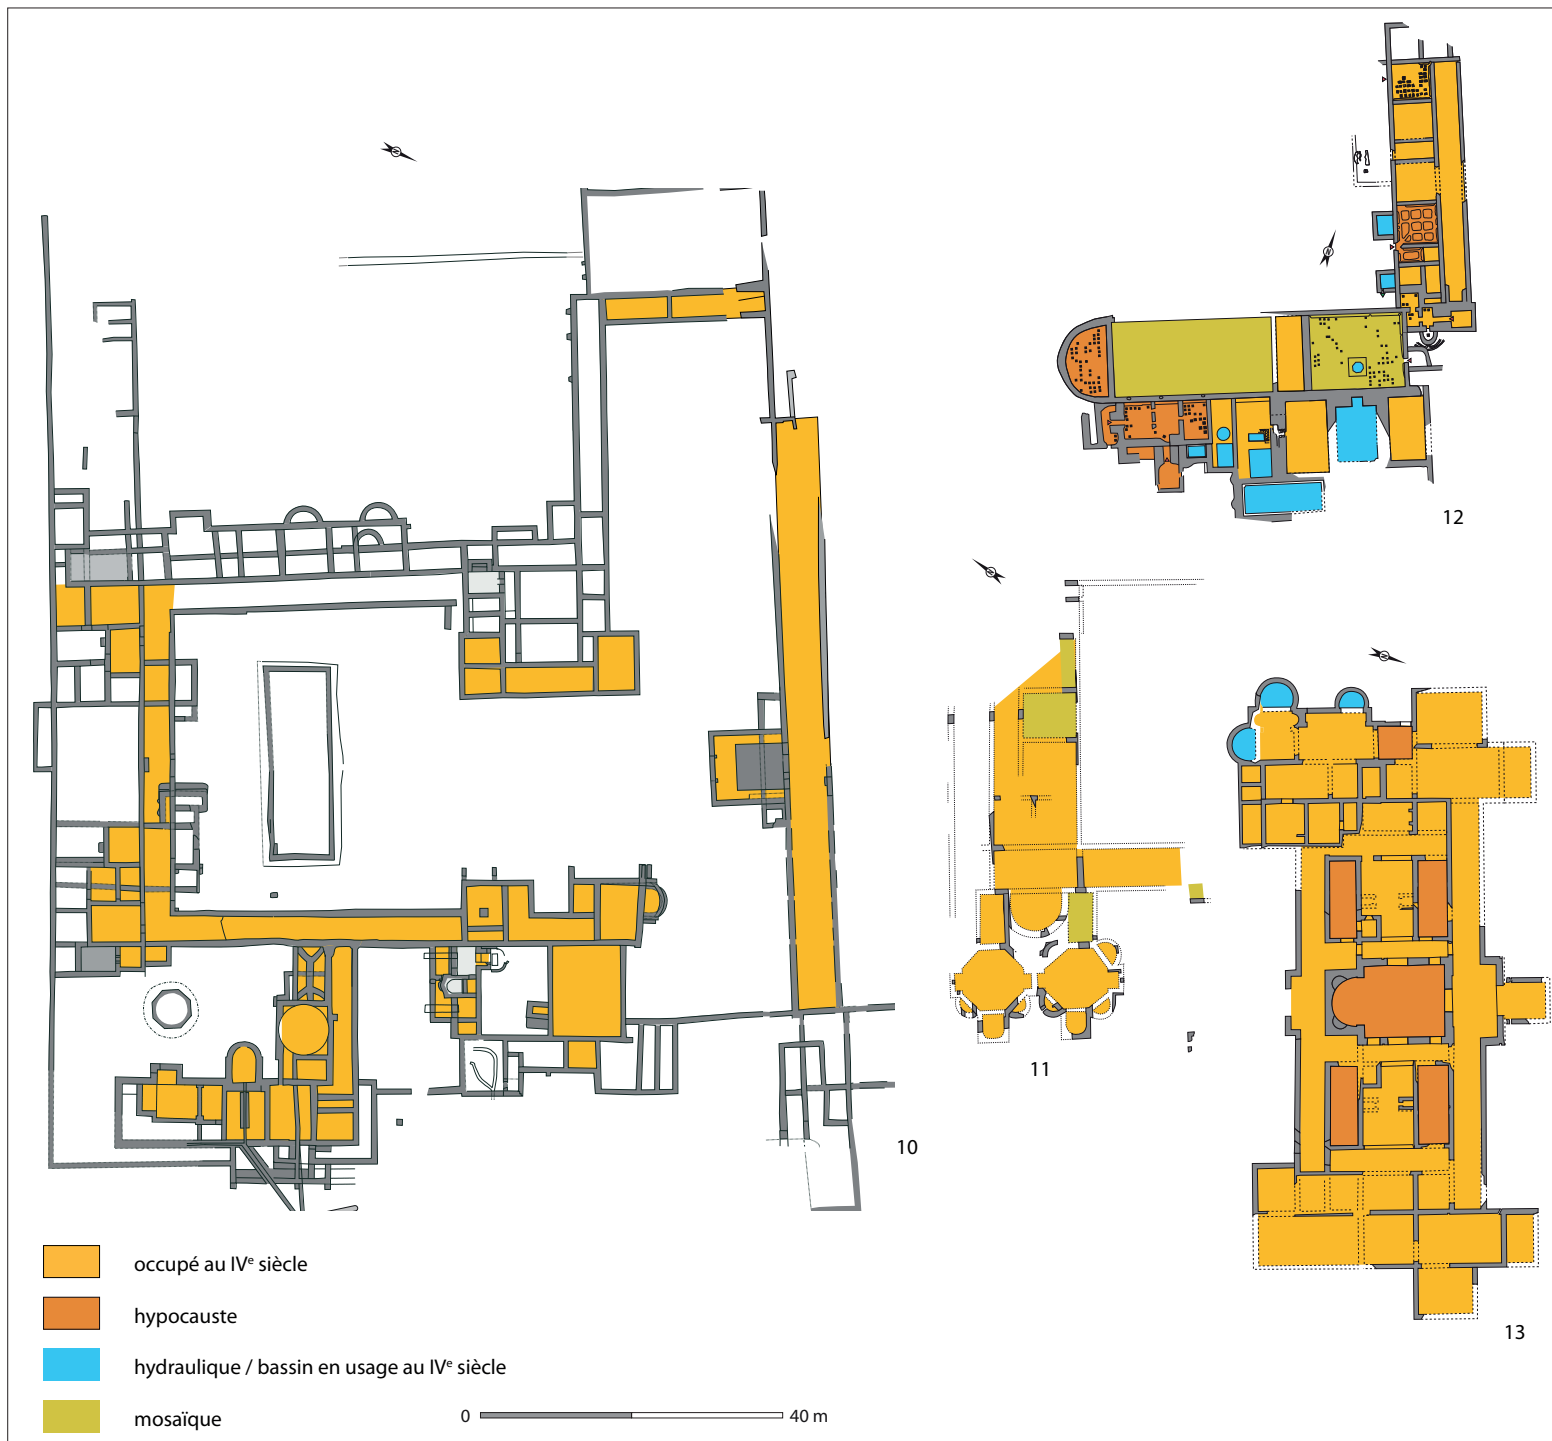 12
11
10
13
occupé au IVe siècle
hypocauste
hydraulique / bassin en usage au IVe siècle
mosaïque
0 40 m